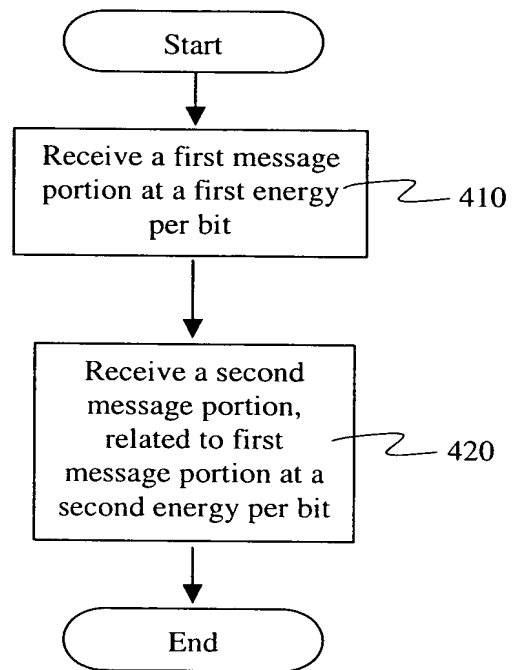 Start
Receive a first message
portion at a first energy
per bit
410
Receive a second
message portion,
related to first
message portion at a
second energy per bit
420
End